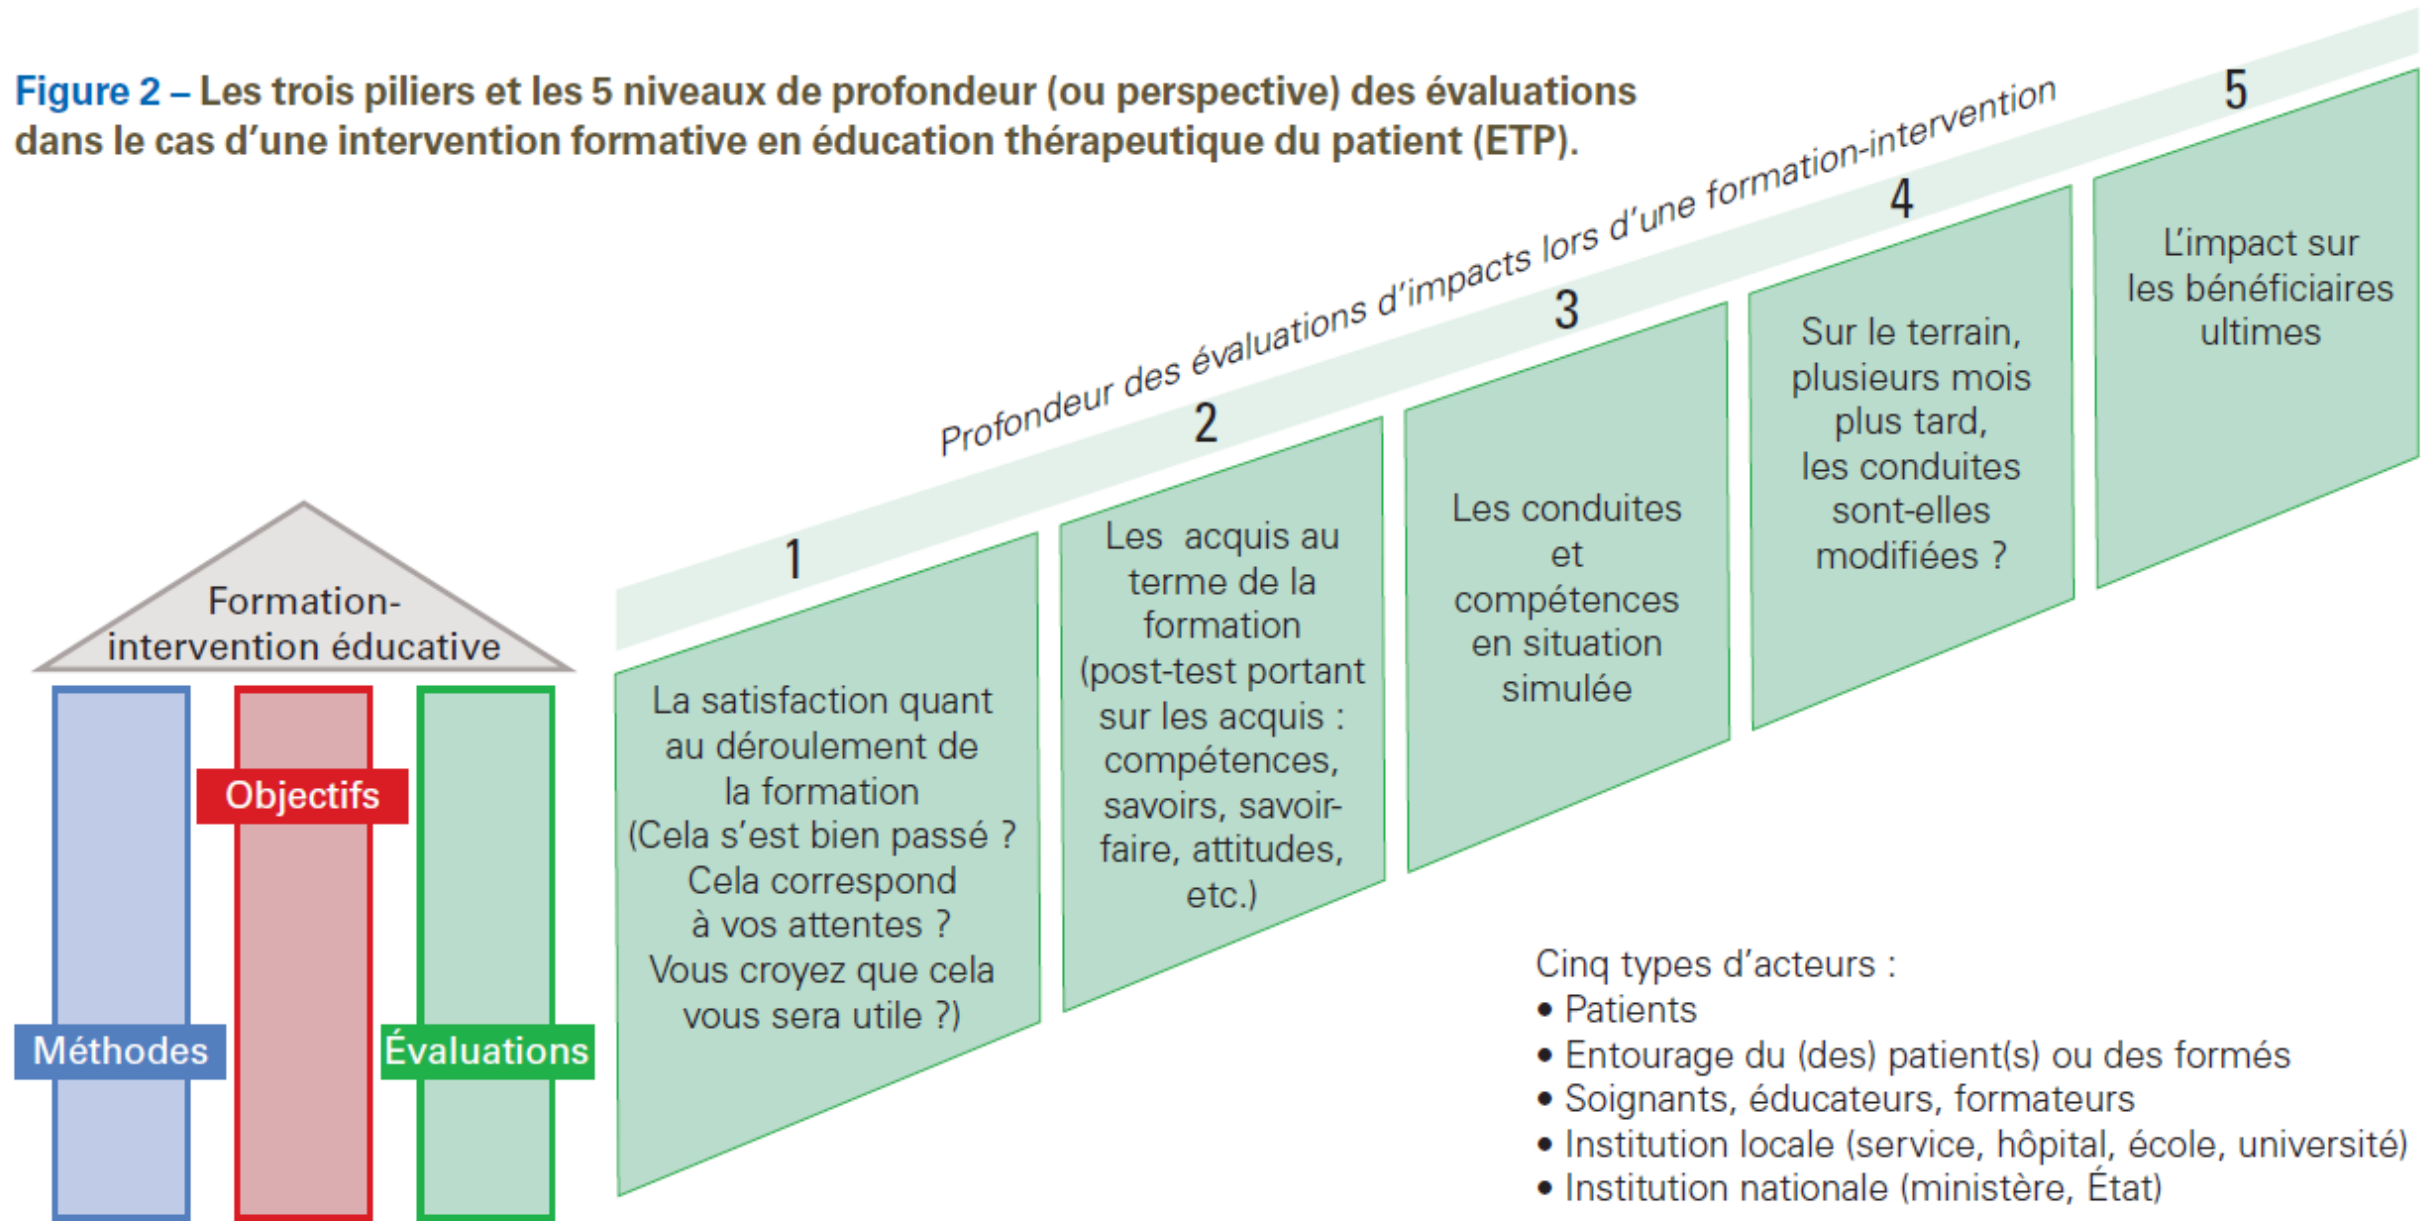 Figure 2 – Les trois piliers et les 5 niveaux de profondeur (ou perspective) des évaluations
dans le cas d’une intervention formative en éducation thérapeutique du patient (ETP).
Profondeur des évaluations d’impacts lors d’une formation-intervention
Formation-
intervention éducative
Méthodes
Objectifs
Évaluations
1
La satisfaction quant
au déroulement de
la formation
(Cela s’est bien passé ?
Cela correspond
à vos attentes ?
Vous croyez que cela
vous sera utile ?)
2
Les acquis au
terme de la
formation
(post-test portant
sur les acquis :
compétences,
savoirs, savoir-
faire, attitudes,
etc.)
3
Les conduites
et
compétences
en situation
simulée
4
Sur le terrain,
plusieurs mois
plus tard,
les conduites
sont-elles
modifiées ?
5
L’impact sur
les bénéficiaires
ultimes
Cinq types d’acteurs :
• Patients
• Entourage du (des) patient(s) ou des formés
• Soignants, éducateurs, formateurs
• Institution locale (service, hôpital, école, université)
• Institution nationale (ministère, État)